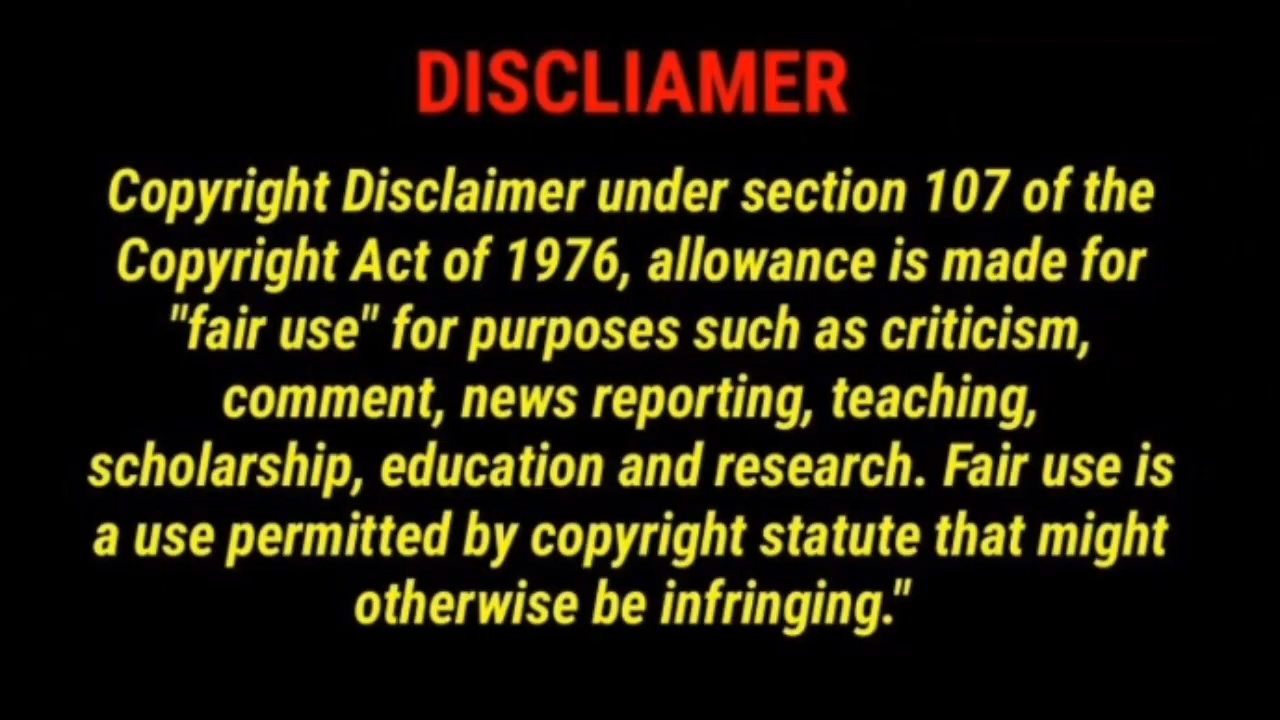 DISCLIAMER
Copyright Disclaimer under section 107 of the
Copyright Act of 1976, allowance is made for
"fair use" for purposes such as criticism,
comment, news reporting, teaching,
scholarship, education and research. Fair use is
a use permitted by copyright statute that might
otherwise be infringing."